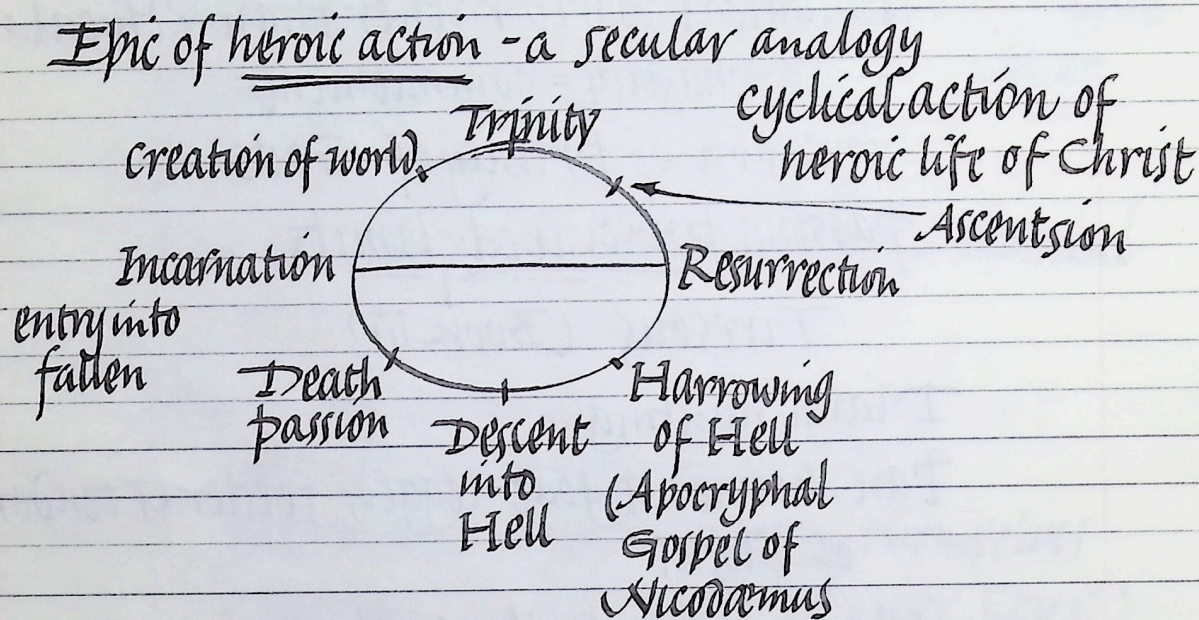 Epic of heroic action - a secular analogy
cyclical action of
heroic life of Christ
Trinity
Creation of world
Ascentsion
Incarnation
Resurrection
entry into
fallen
Death
passion
Descent
into
Hell
Harrowing
of Hell
(Apocryphal
Gospel of
Nicodæmus